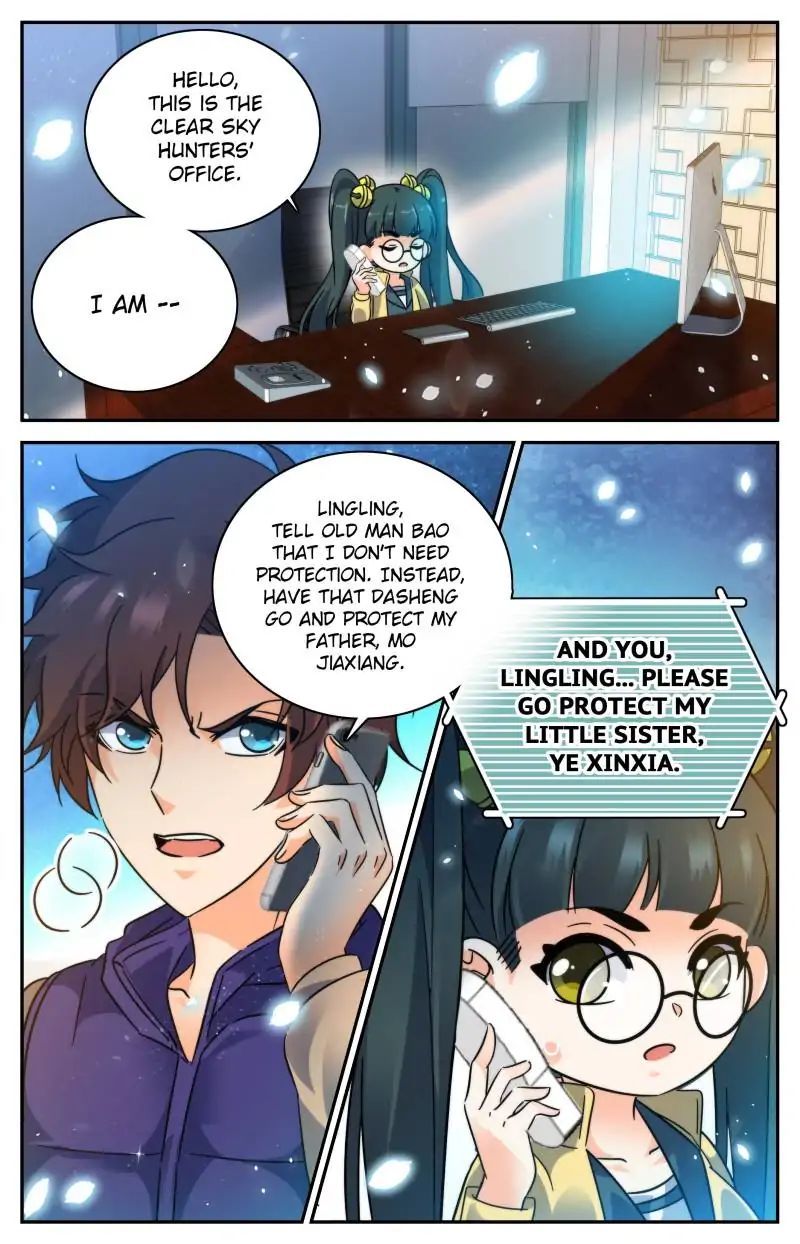 HELLO,
THIS IS THE
CLEAR SKY
HUNTERS'
OFFICE.
I AM --
LINGLING,
TELL OLD MAN BAO
THAT I DON'T NEED
PROTECTION. INSTEAD,
HAVE THAT DASHENG
GO AND PROTECT MY
FATHER, MO
JIAXIANG.
AND YOU,
LINGLING... PLEASE
GO PROTECT MY
LITTLE SISTER,
YE XINXIA.